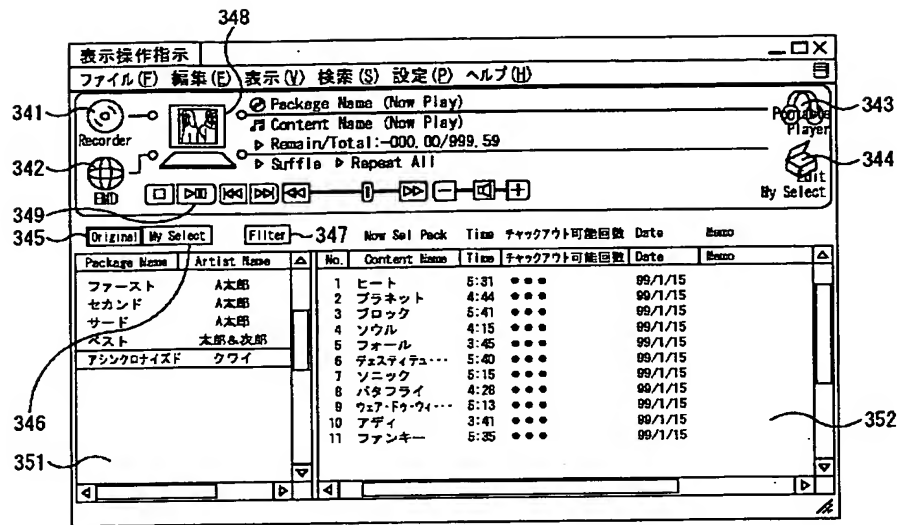 348
表示操作指示
ファイル(F) 編集(E) 表示(V) 検索(S) 設定(P) ヘルプ(H)
341
Recorder
342
EMD
Package Name (Now Play)
Content Name (Now Play)
Remain/Total:-000.00/999.59
Suffle Repeat All
343
Portable Player
344
Edit
My Select
349
345
Original My Select Filter
347
Now Sel Pack Time チャックアウト可能回数 Date Memo
Package Name Artist Name
ファースト A太郎
セカンド A太郎
サード A太郎
ベスト 太郎&次郎
アシンクロナイズド クワイ
No. Content Name Time チャックアウト可能回数 Date Memo
1 ヒート 5:31 ●●● 99/1/15
2 プラネット 4:44 ●●● 99/1/15
3 ブロック 5:41 ●●● 99/1/15
4 ソウル 4:15 ●●● 99/1/15
5 フォール 3:45 ●●● 99/1/15
6 デェスティテュ・・・ 5:40 ●●● 99/1/15
7 ソニック 5:15 ●●● 99/1/15
8 バタフライ 4:28 ●●● 99/1/15
9 ウェア・ドゥ・ウィ・・・ 5:13 ●●● 99/1/15
10 アディ 3:41 ●●● 99/1/15
11 ファンキー 5:35 ●●● 99/1/15
346
351
352